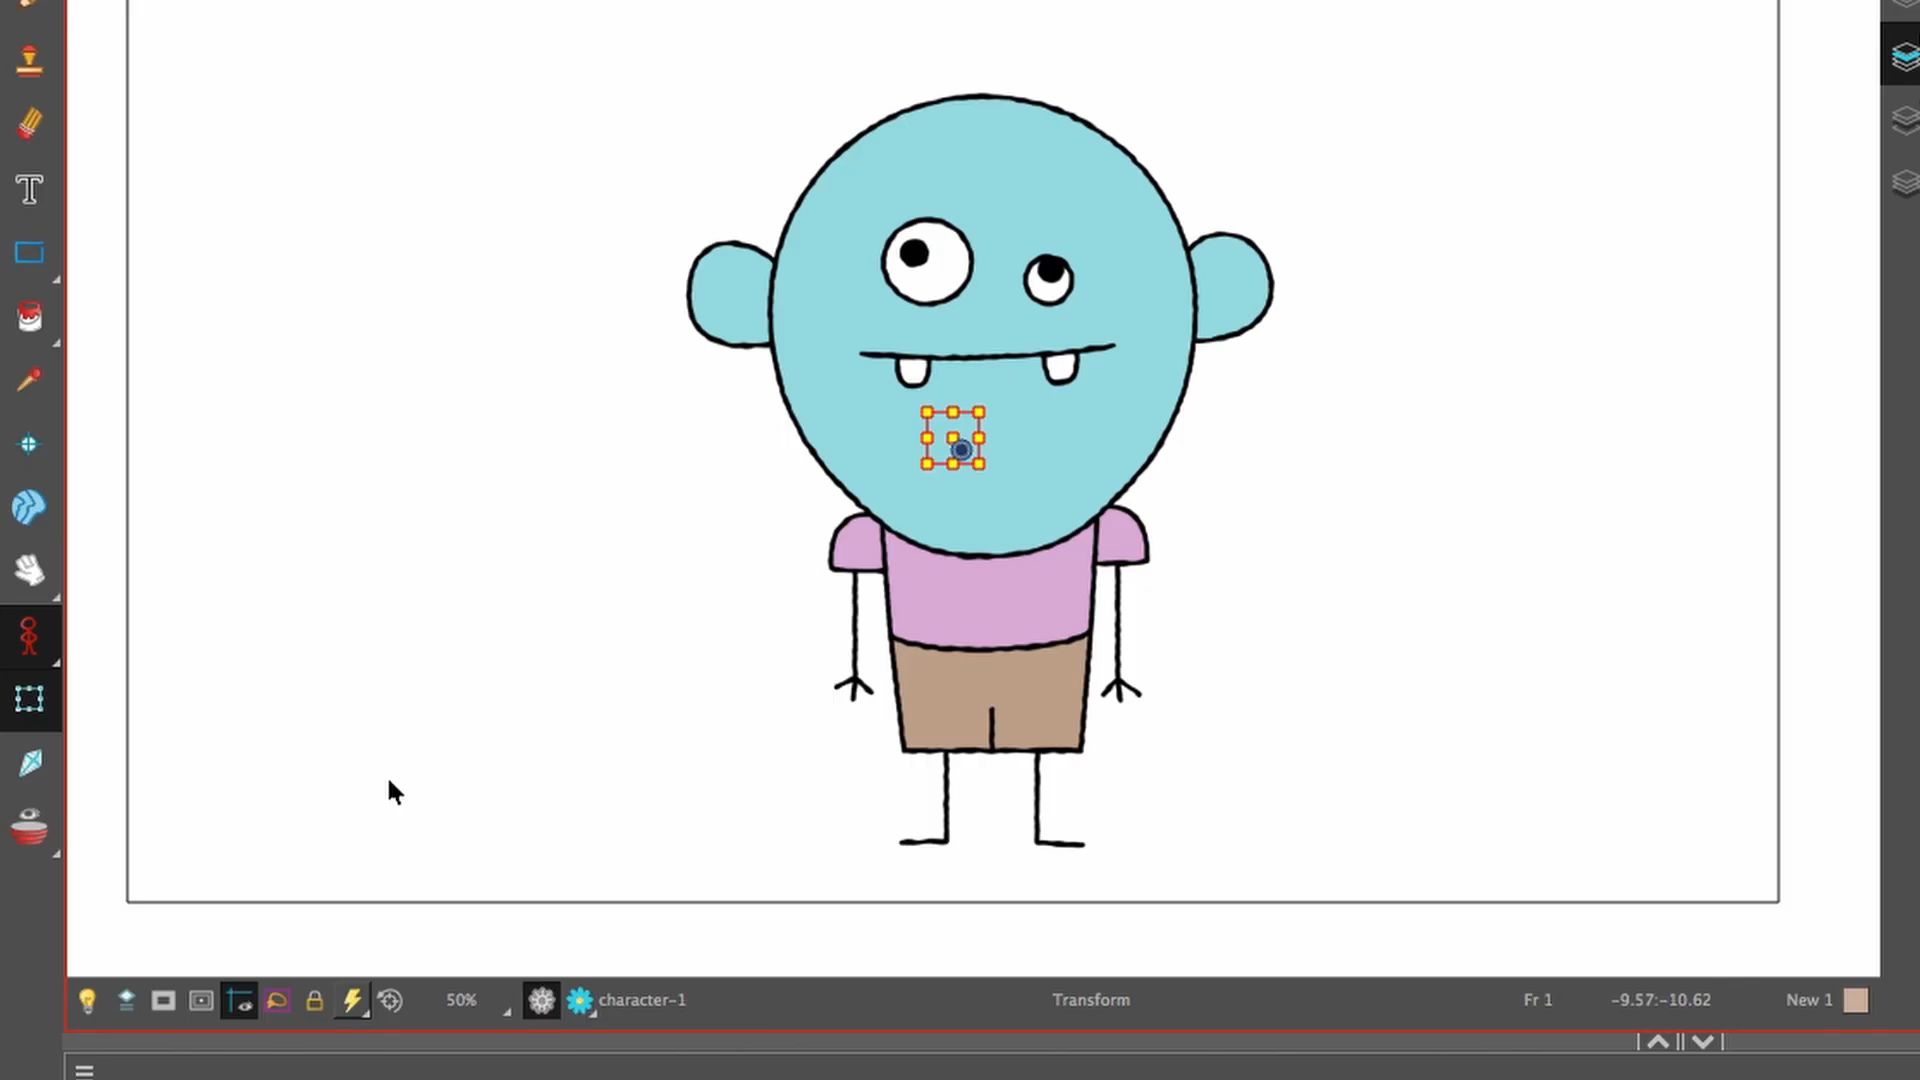 50%
character-1
Transform
Fr 1
-9.57:-10.62
New 1